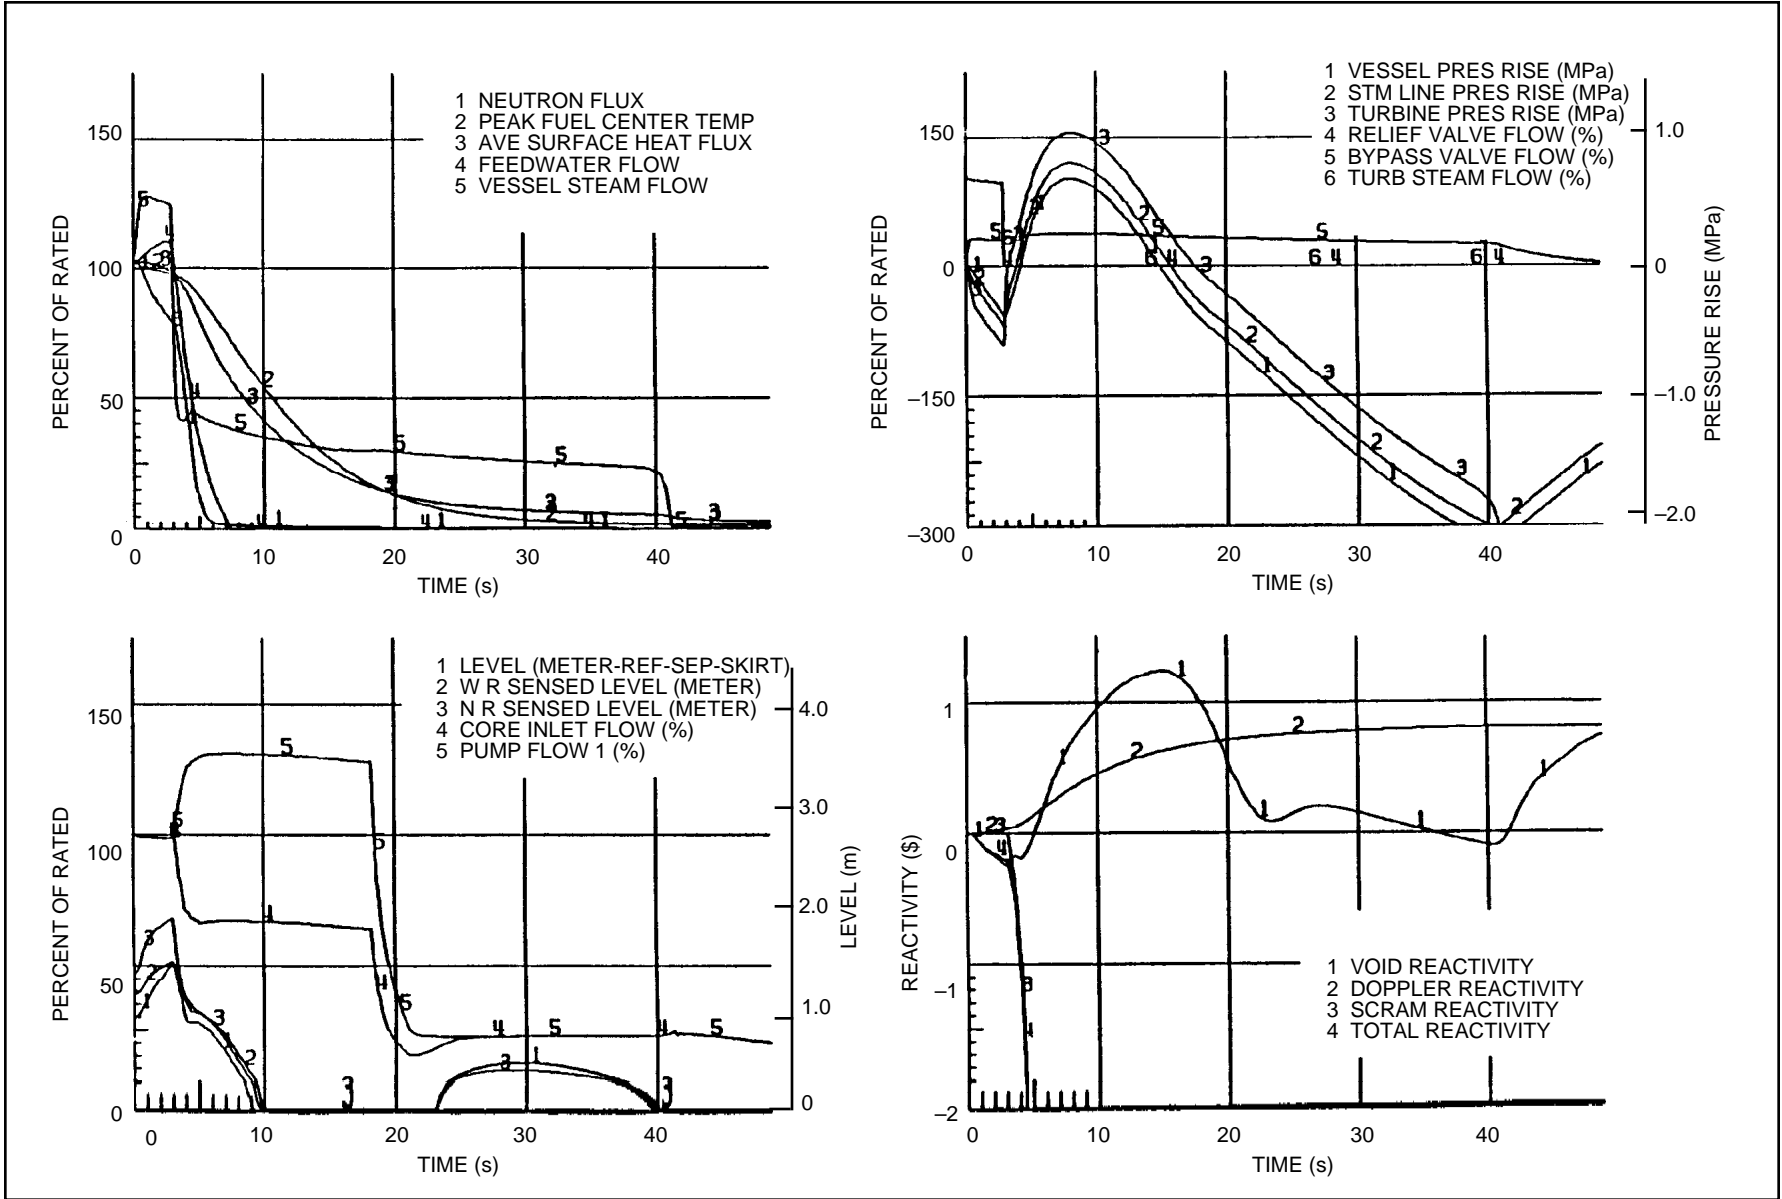 1 NEUTRON FLUX
2 PEAK FUEL CENTER TEMP
3 AVE SURFACE HEAT FLUX
4 FEEDWATER FLOW
5 VESSEL STEAM FLOW
PERCENT OF RATED
150
100
50
0
0 10 20 30 40
TIME (s)
1 VESSEL PRES RISE (MPa)
2 STM LINE PRES RISE (MPa)
3 TURBINE PRES RISE (MPa)
4 RELIEF VALVE FLOW (%)
5 BYPASS VALVE FLOW (%)
6 TURB STEAM FLOW (%)
PERCENT OF RATED
150
0
–150
–300
1.0
0
–1.0
–2.0
PRESSURE RISE (MPa)
0 10 20 30 40
TIME (s)
1 LEVEL (METER-REF-SEP-SKIRT)
2 W R SENSED LEVEL (METER)
3 N R SENSED LEVEL (METER)
4 CORE INLET FLOW (%)
5 PUMP FLOW 1 (%)
PERCENT OF RATED
150
100
50
0
4.0
3.0
2.0
1.0
0
LEVEL (m)
0 10 20 30 40
TIME (s)
REACTIVITY ($)
1
0
–1
–2
1 VOID REACTIVITY
2 DOPPLER REACTIVITY
3 SCRAM REACTIVITY
4 TOTAL REACTIVITY
0 10 20 30 40
TIME (s)